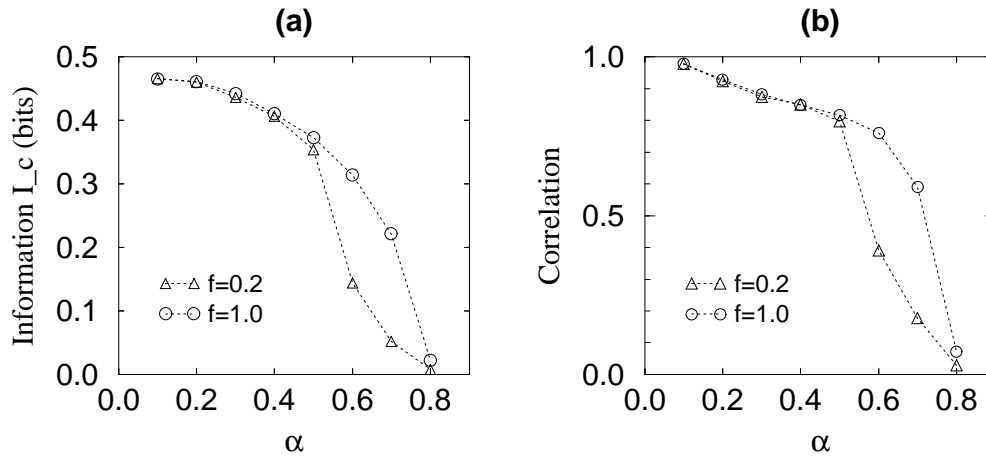 (a)
Information I_c (bits)
0.5
0.4
0.3
0.2
0.1
0.0
f=0.2
f=1.0
0.0 0.2 0.4 0.6 0.8
α
(b)
Correlation
1.0
0.5
0.0
f=0.2
f=1.0
0.0 0.2 0.4 0.6 0.8
α